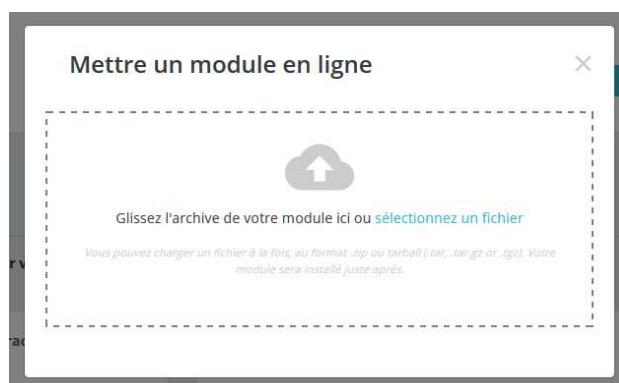 Mettre un module en ligne
Glissez l'archive de votre module ici ou sélectionnez un fichier
Vous pouvez charger un fichier à la fois, au format .zip ou tarball (.tar, .tar.gz or .tgz). Votre
module sera installé juste après.